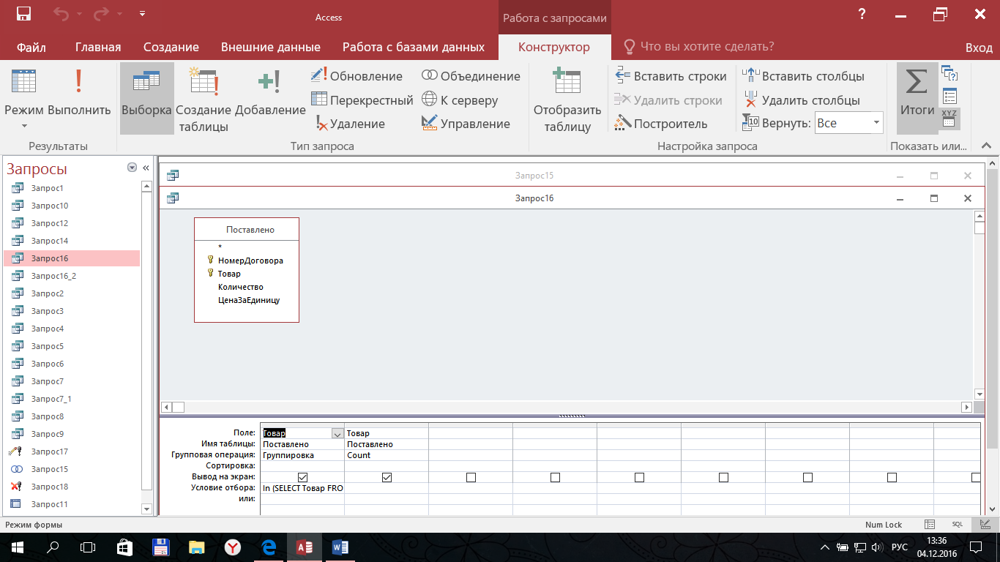 Access
Работа с запросами
?
Файл
Главная
Создание
Внешние данные
Работа с базами данных
Конструктор
Что вы хотите сделать?
Вход
Режим
Выполнить
Результаты
Выборка
Создание таблицы
Добавление
Обновление
Перекрестный
Удаление
Объединение
К серверу
Управление
Тип запроса
Отобразить таблицу
Вставить строки
Удалить строки
Построитель
Вставить столбцы
Удалить столбцы
Вернуть: Все
Настройка запроса
Итоги
XYZ
Показать или...
Запросы
Запрос1
Запрос10
Запрос12
Запрос14
Запрос16
Запрос16_2
Запрос2
Запрос3
Запрос4
Запрос5
Запрос6
Запрос7
Запрос7_1
Запрос8
Запрос9
Запрос17
Запрос15
Запрос18
Запрос11
Запрос15
Запрос16
Поставлено
*
НомерДоговора
Товар
Количество
ЦенаЗаЕдиницу
Поле: Товар Товар
Имя таблицы: Поставлено Поставлено
Групповая операция: Группировка Count
Сортировка:
Вывод на экран:
Условие отбора: In (SELECT Товар FRO
или:
Режим формы
Num Lock
SQL
РУС
13:36
04.12.2016